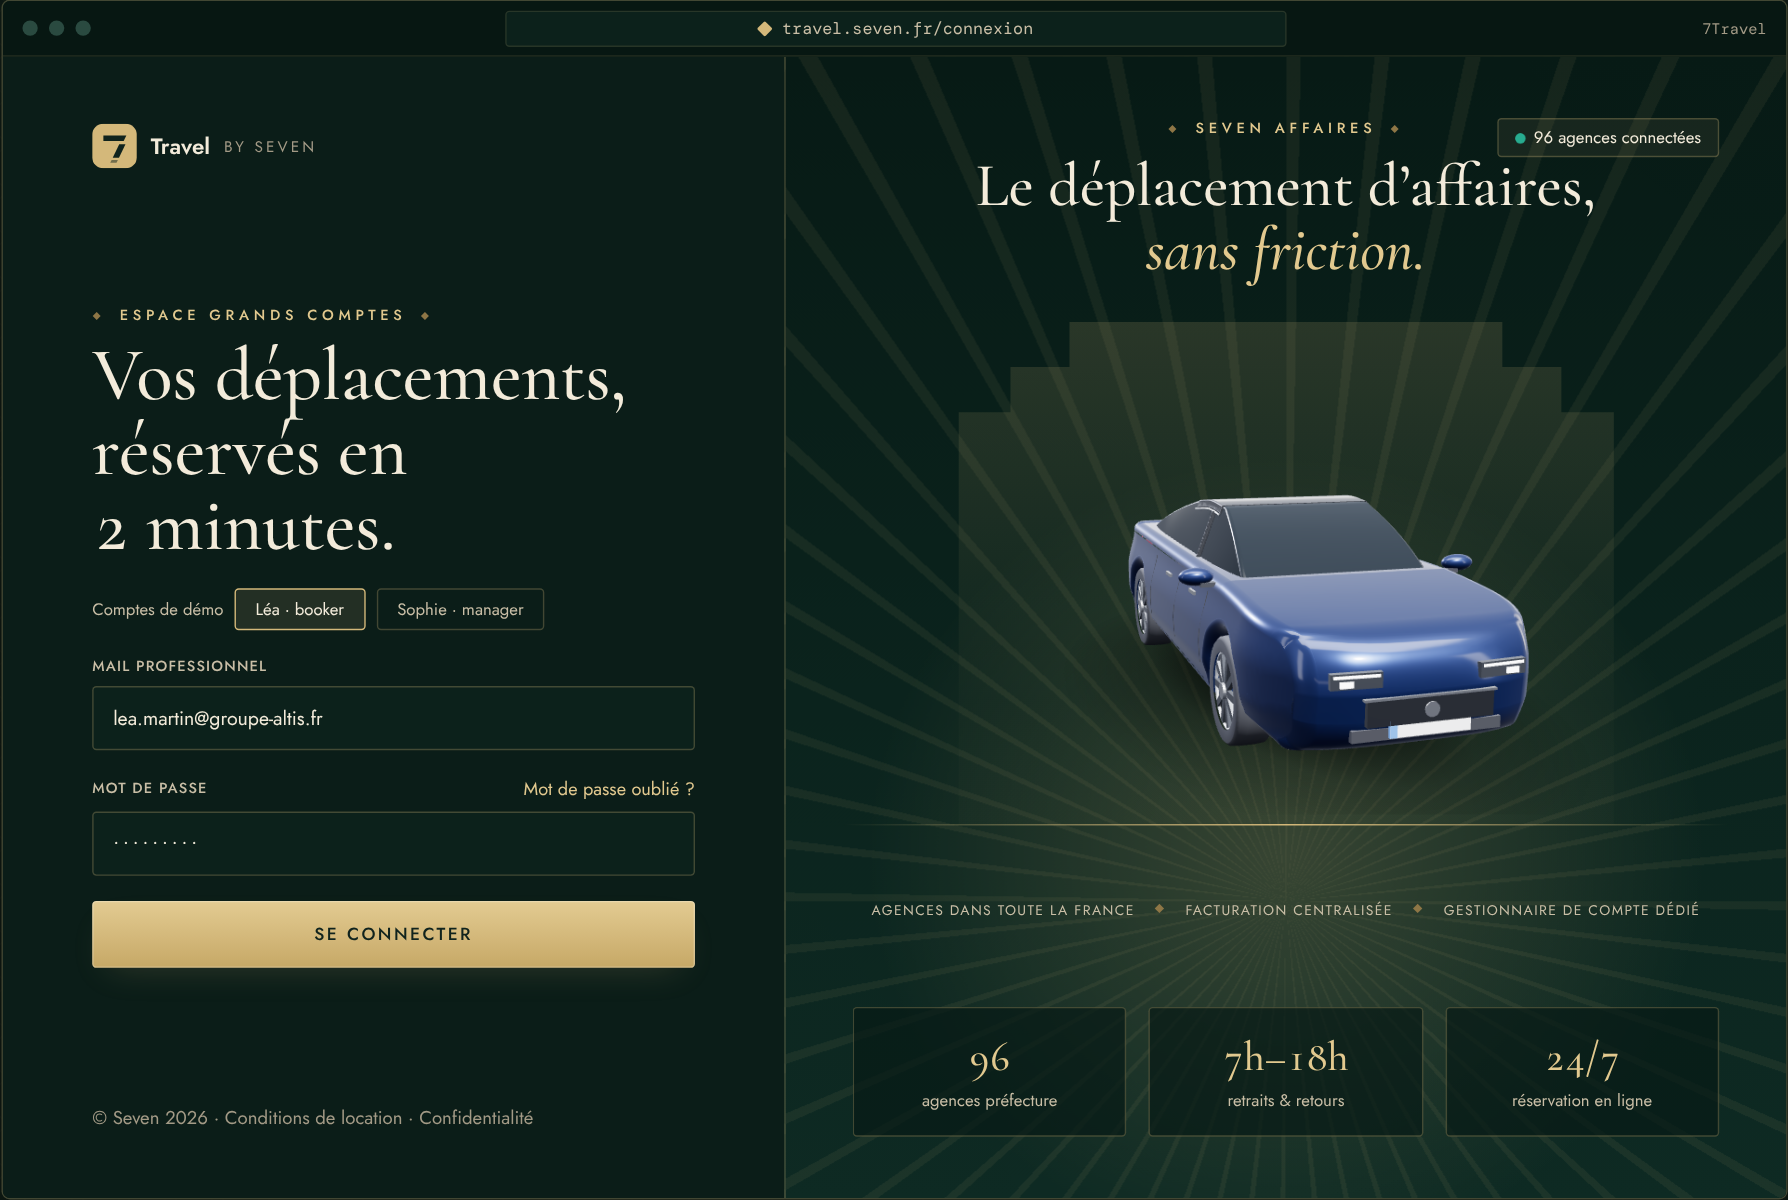 travel.seven.fr/connexion
7Travel
7 Travel BY SEVEN
ESPACE GRANDS COMPTES
Vos déplacements,
réservés en
2 minutes.
Comptes de démo
Léa · booker
Sophie · manager
MAIL PROFESSIONNEL
lea.martin@groupe-altis.fr
MOT DE PASSE
Mot de passe oublié ?
SE CONNECTER
© Seven 2026 · Conditions de location · Confidentialité
SEVEN AFFAIRES
96 agences connectées
Le déplacement d’affaires,
sans friction.
AGENCES DANS TOUTE LA FRANCE
FACTURATION CENTRALISÉE
GESTIONNAIRE DE COMPTE DÉDIÉ
96
agences préfecture
7h–18h
retraits & retours
24/7
réservation en ligne